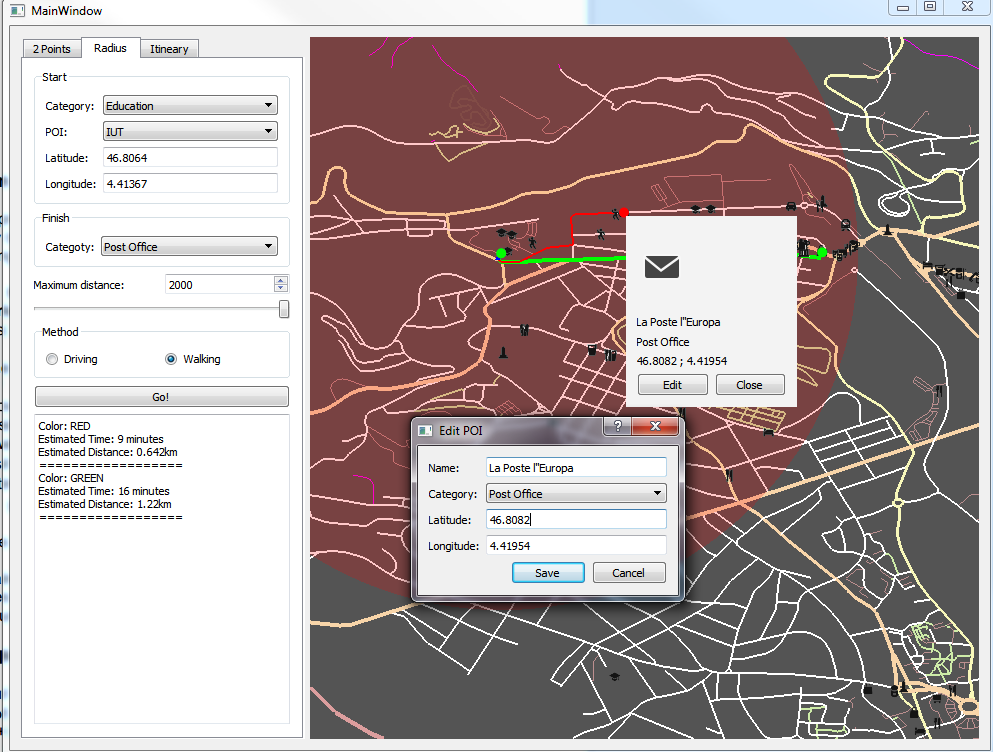 MainWindow
2 Points
Radius
Itineary
Start
Category: Education
POI: IUT
Latitude: 46.8064
Longitude: 4.41367
Finish
Categoty: Post Office
Maximum distance: 2000
Method
Driving
Walking
Go!
Color: RED
Estimated Time: 9 minutes
Estimated Distance: 0.642km
==================
Color: GREEN
Estimated Time: 16 minutes
Estimated Distance: 1.22km
==================
La Poste l"Europa
Post Office
46.8082 ; 4.41954
Edit
Close
Edit POI
?
Name: La Poste l"Europa
Category: Post Office
Latitude: 46.8082
Longitude: 4.41954
Save
Cancel